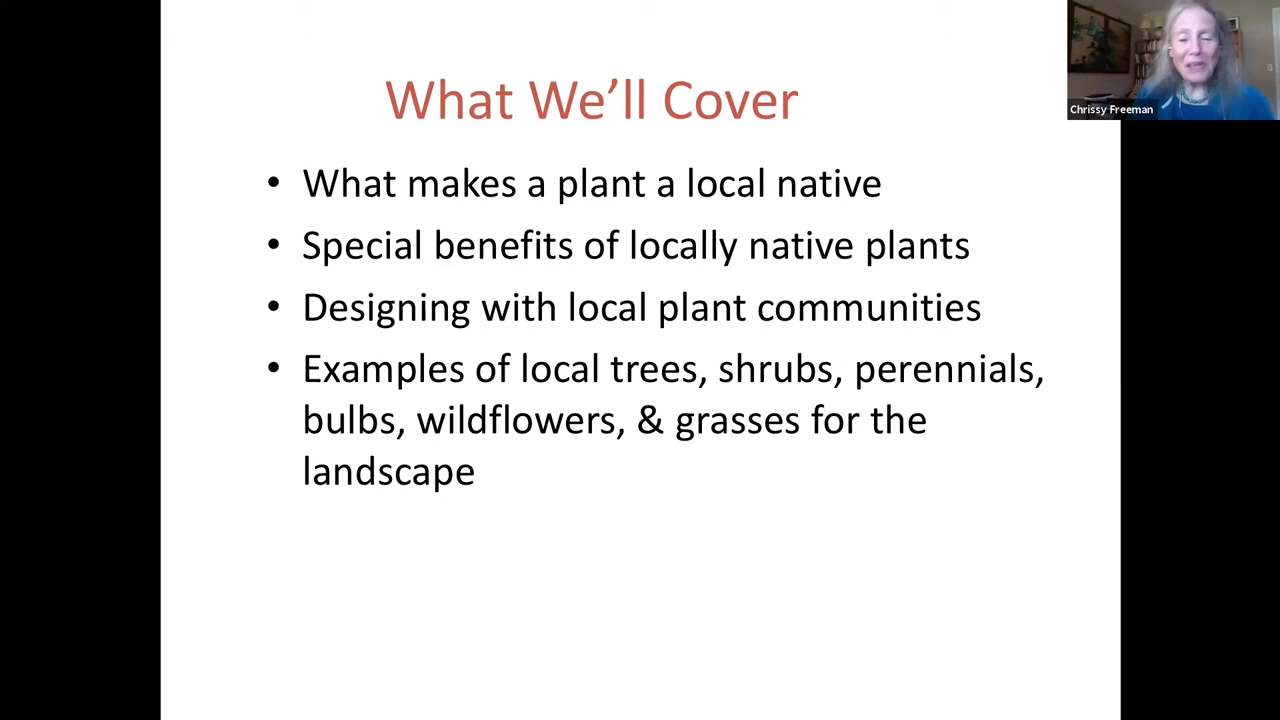 What We’ll Cover
Chrissy Freeman
• What makes a plant a local native
• Special benefits of locally native plants
• Designing with local plant communities
• Examples of local trees, shrubs, perennials,
bulbs, wildflowers, & grasses for the
landscape